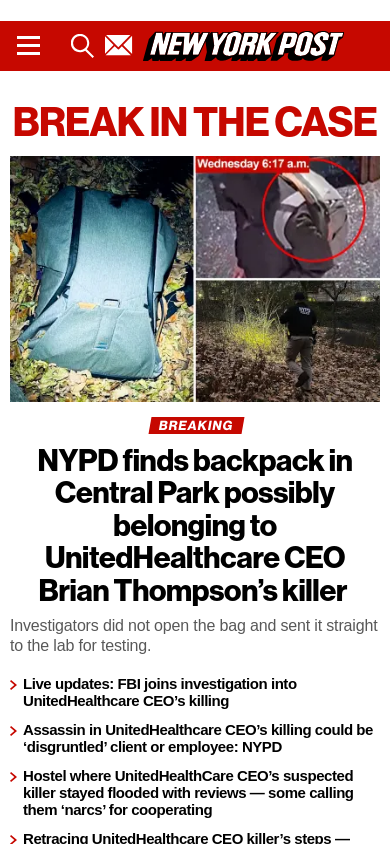 NEW YORK POST
BREAK IN THE CASE
Wednesday 6:17 a.m.
BREAKING
NYPD finds backpack in
Central Park possibly
belonging to
UnitedHealthcare CEO
Brian Thompson’s killer
Investigators did not open the bag and sent it straight
to the lab for testing.
Live updates: FBI joins investigation into
UnitedHealthcare CEO’s killing
Assassin in UnitedHealthcare CEO’s killing could be
‘disgruntled’ client or employee: NYPD
Hostel where UnitedHealthCare CEO’s suspected
killer stayed flooded with reviews — some calling
them ‘narcs’ for cooperating
Retracing UnitedHealthcare CEO killer’s steps —